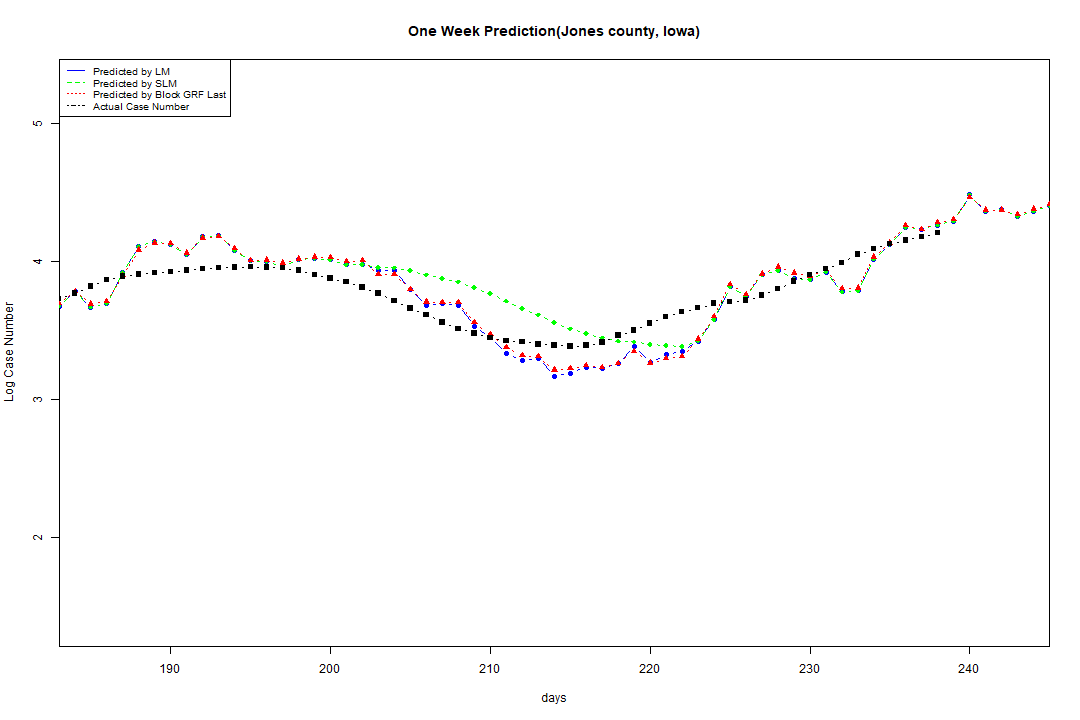 One Week Prediction(Jones county, Iowa)
Predicted by LM
Predicted by SLM
Predicted by Block GRF Last
Actual Case Number
5
4
3
2
Log Case Number
190 200 210 220 230 240
days